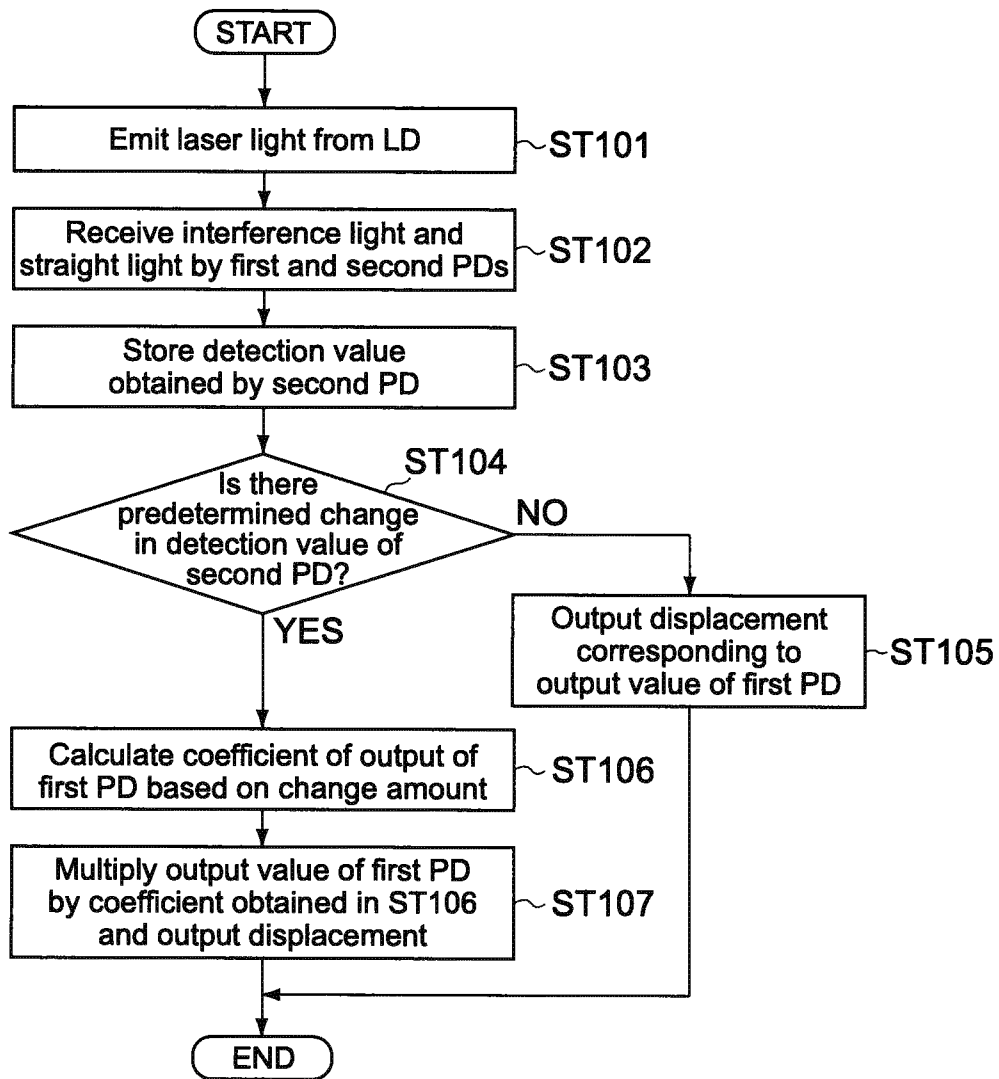 START
Emit laser light from LD
ST101
Receive interference light and
straight light by first and second PDs
ST102
Store detection value
obtained by second PD
ST103
ST104
Is there
predetermined change
in detection value of
second PD?
NO
YES
Output displacement
corresponding to
output value of first PD
ST105
Calculate coefficient of output of
first PD based on change amount
ST106
Multiply output value of first PD
by coefficient obtained in ST106
and output displacement
ST107
END